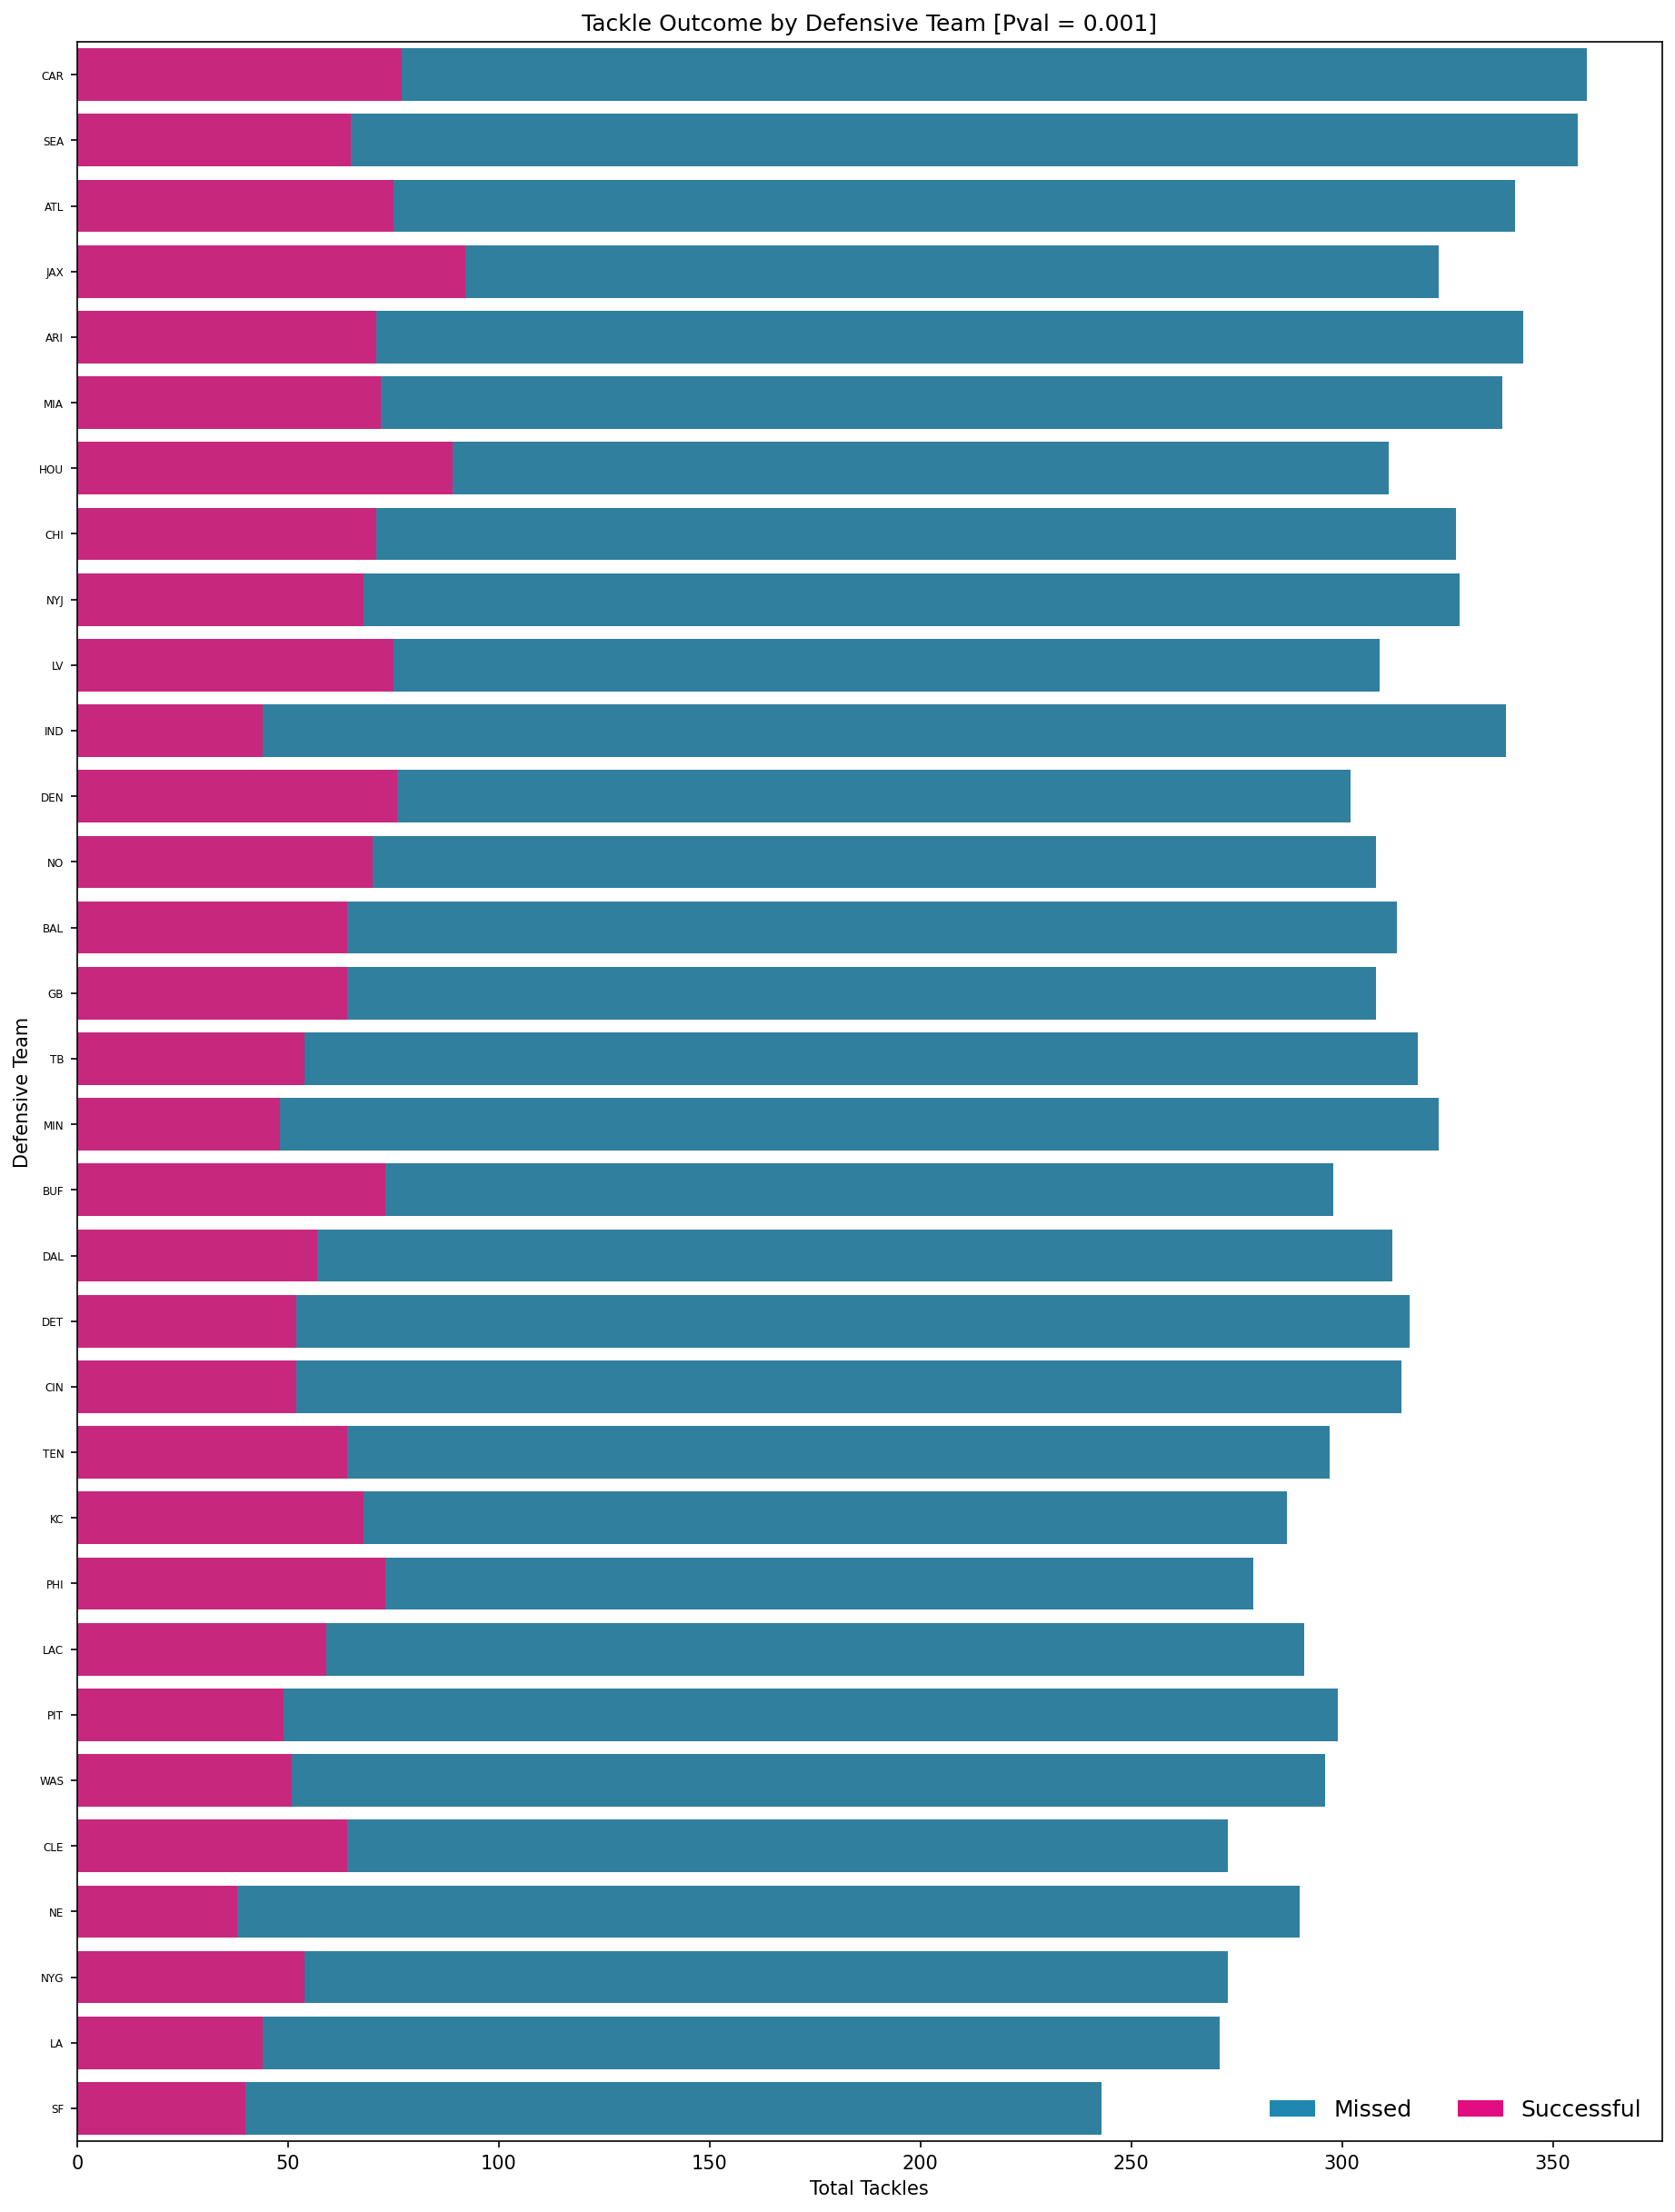 Tackle Outcome by Defensive Team [Pval = 0.001]
CAR
SEA
ATL
JAX
ARI
MIA
HOU
CHI
NYJ
LV
IND
DEN
NO
BAL
GB
TB
MIN
BUF
DAL
DET
CIN
TEN
KC
PHI
LAC
PIT
WAS
CLE
NE
NYG
LA
SF
Defensive Team
Missed Successful
0 50 100 150 200 250 300 350
Total Tackles